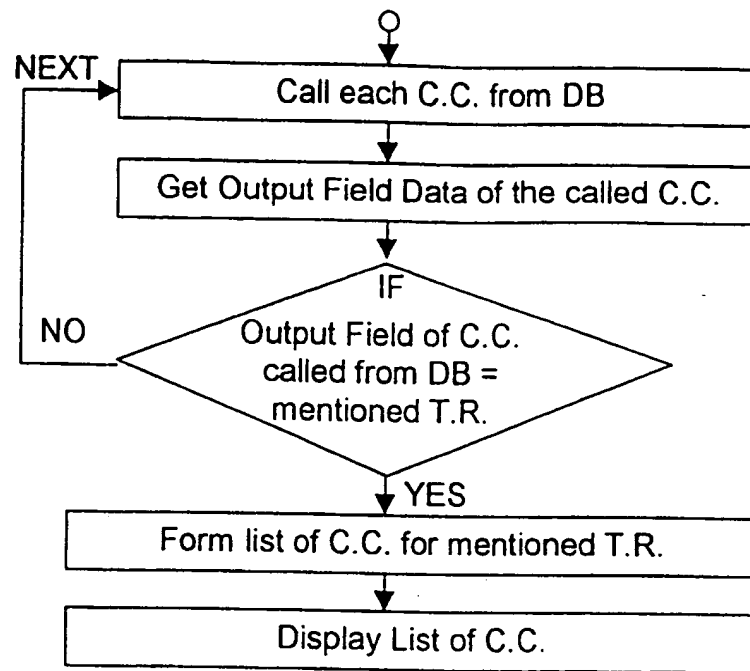 NEXT
Call each C.C. from DB
Get Output Field Data of the called C.C.
IF
NO
Output Field of C.C.
called from DB =
mentioned T.R.
YES
Form list of C.C. for mentioned T.R.
Display List of C.C.